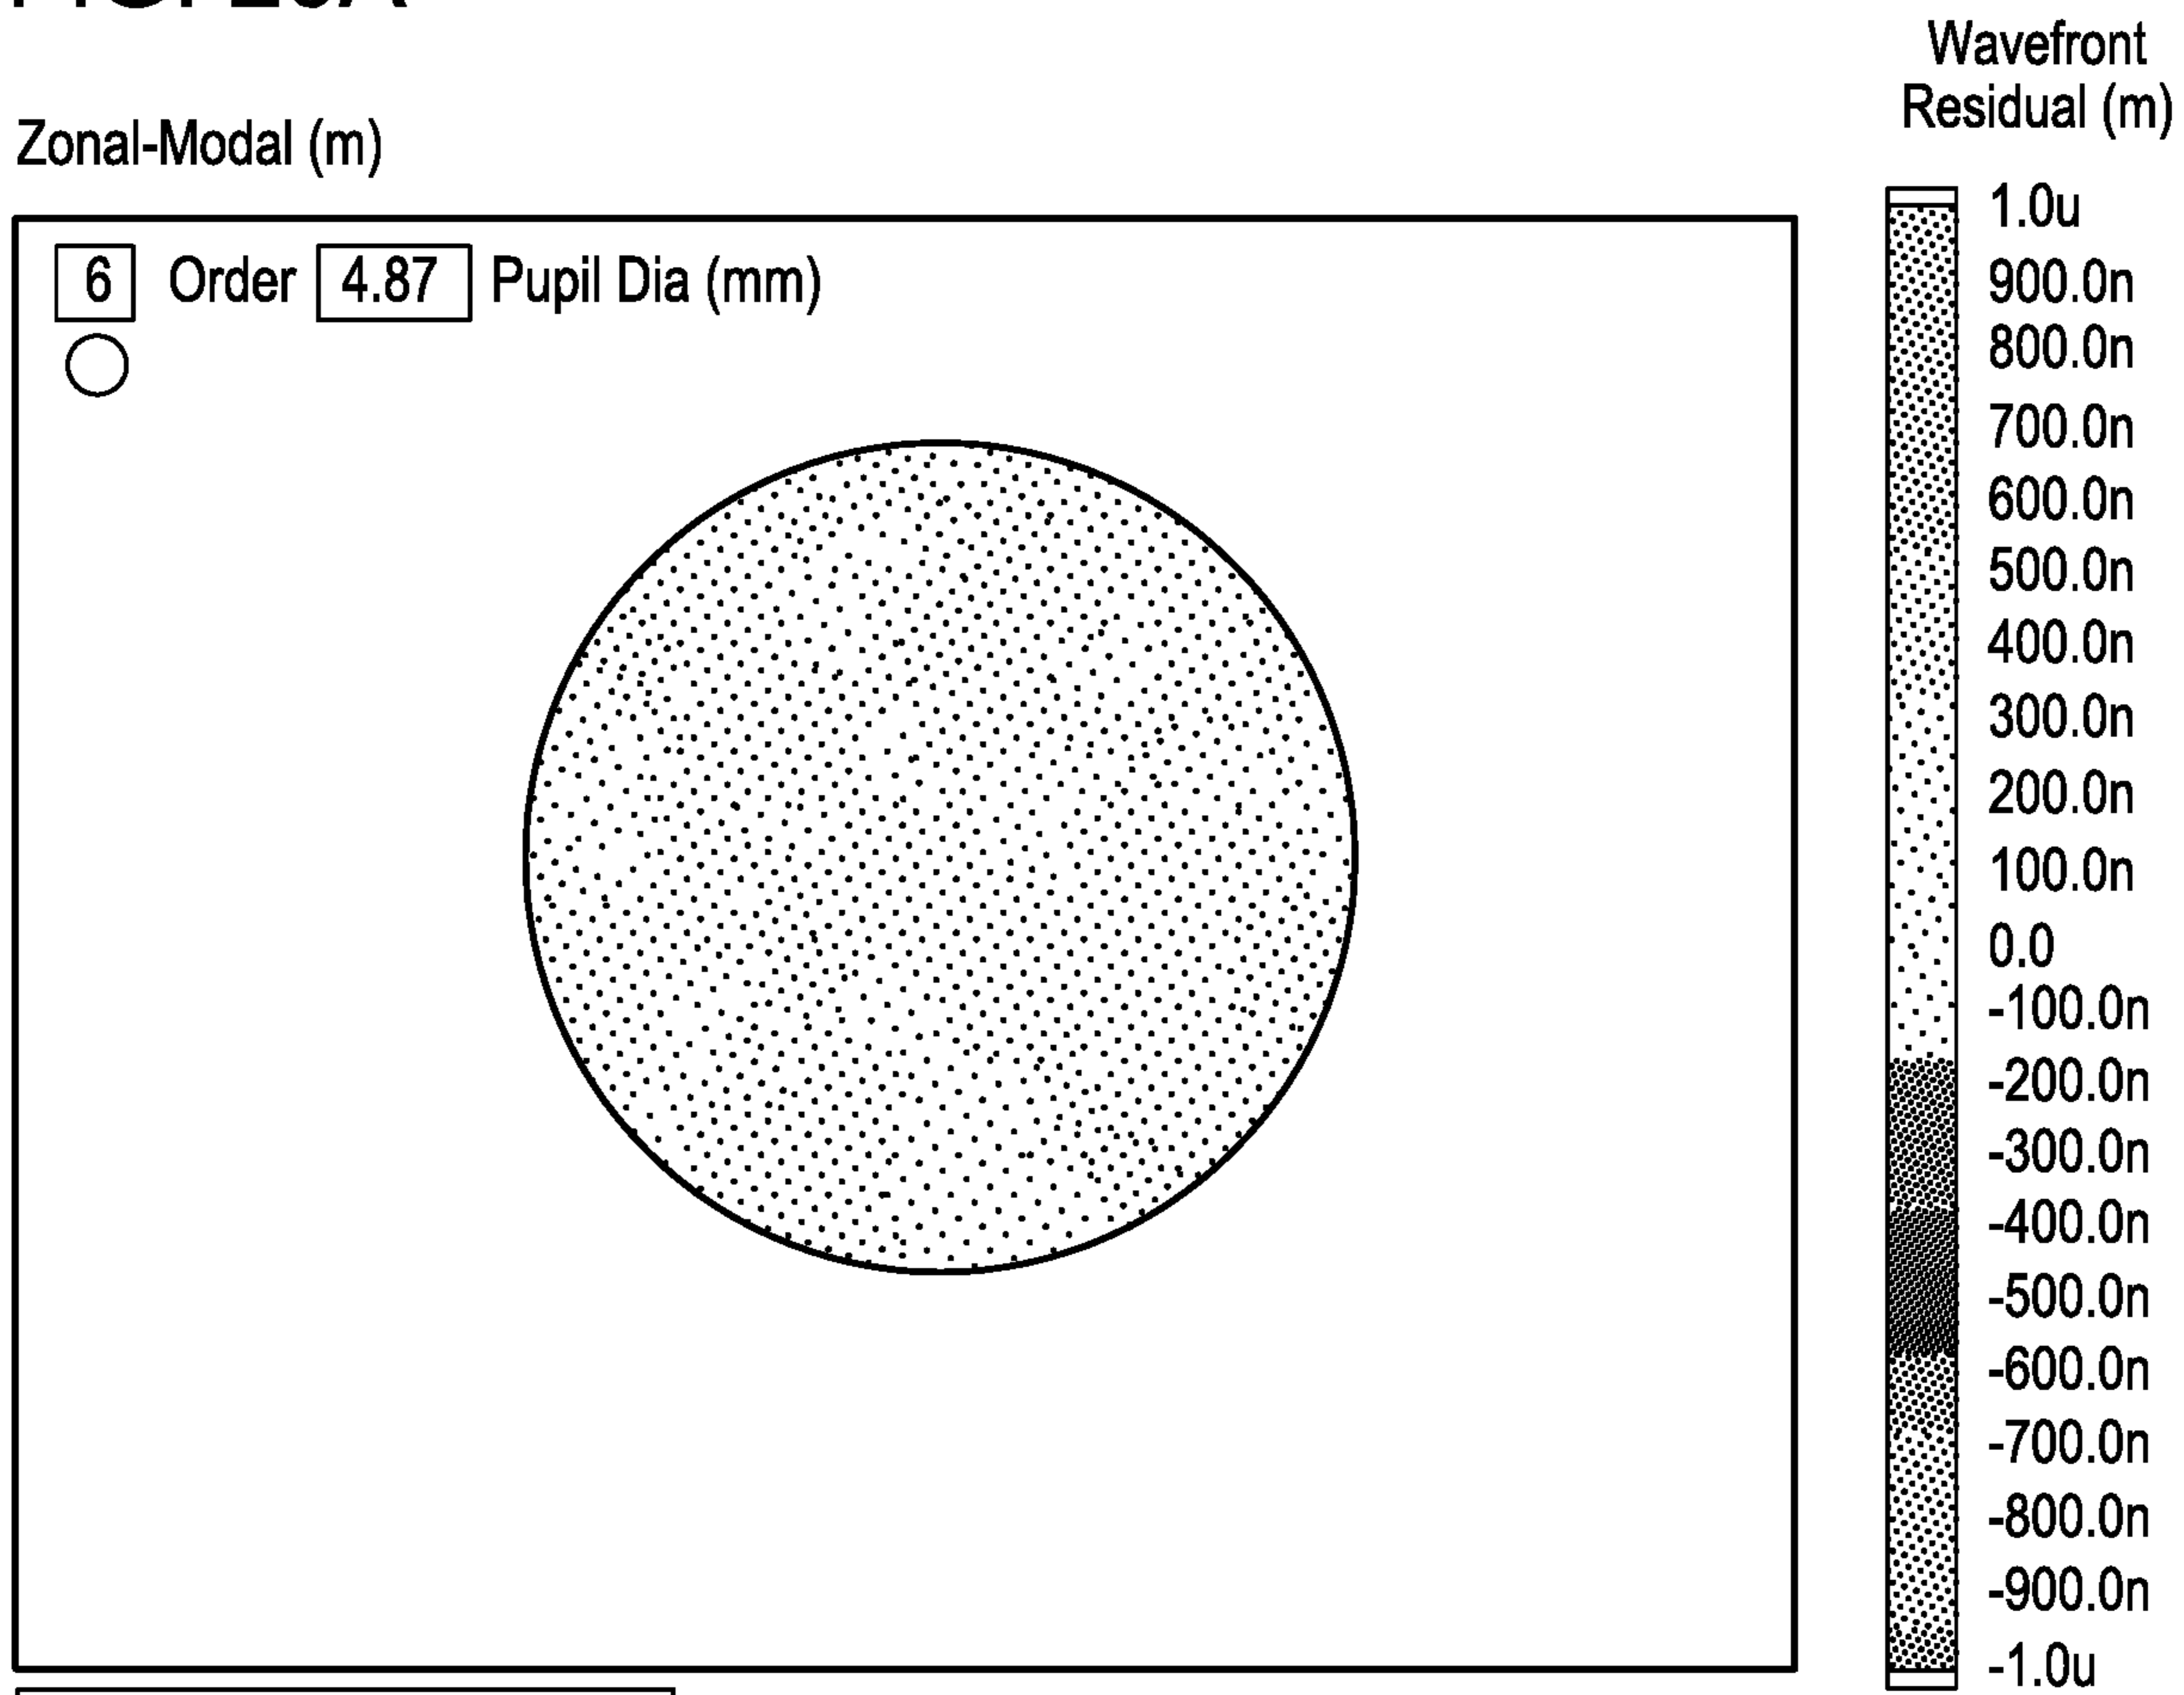 Wavefront
Residual (m)
Zonal-Modal (m)
6 Order 4.87 Pupil Dia (mm)
1.0u
900.0n
800.0n
700.0n
600.0n
500.0n
400.0n
300.0n
200.0n
100.0n
0.0
-100.0n
-200.0n
-300.0n
-400.0n
-500.0n
-600.0n
-700.0n
-800.0n
-900.0n
-1.0u